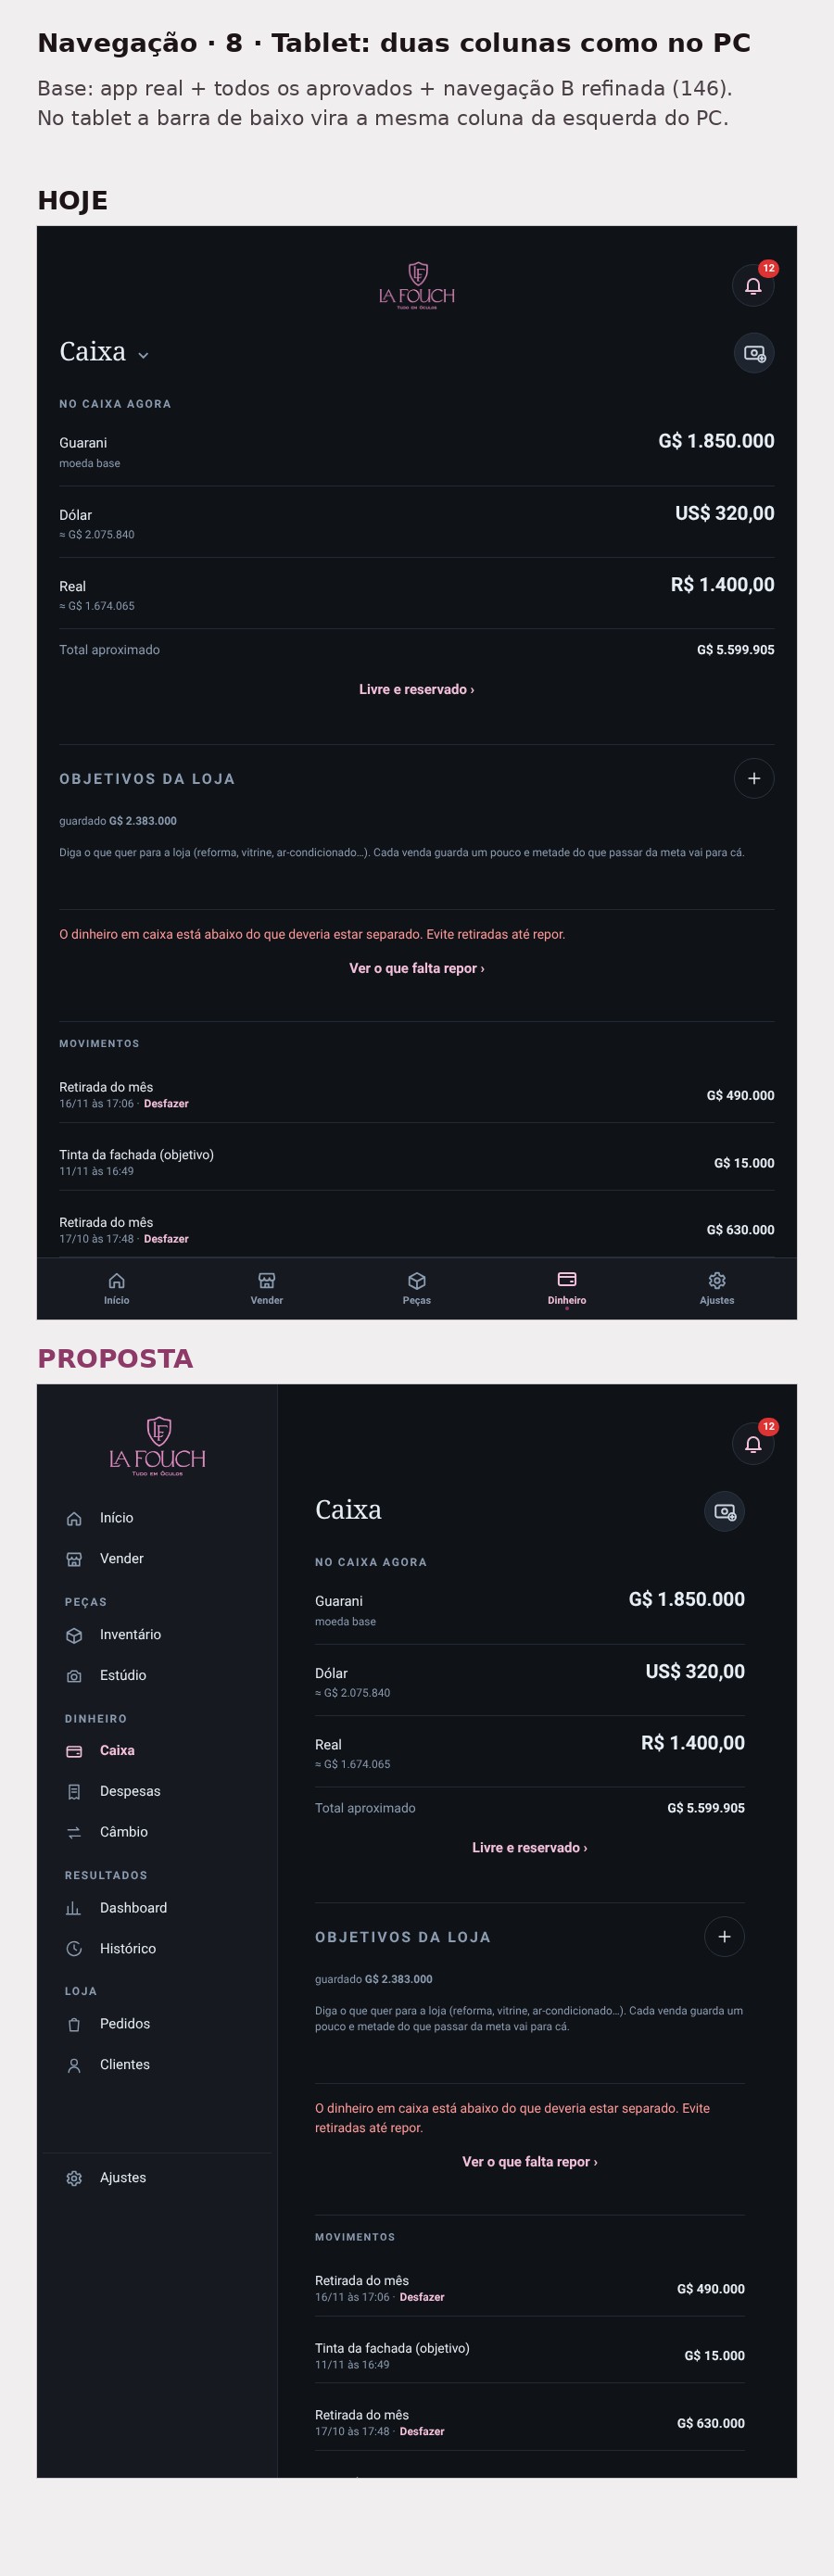 Navegação · 8 · Tablet: duas colunas como no PC
Base: app real + todos os aprovados + navegação B refinada (146).
No tablet a barra de baixo vira a mesma coluna da esquerda do PC.
HOJE
LF
LA FOUCH
Tudo em Óculos
12
Caixa
NO CAIXA AGORA
Guarani
G$ 1.850.000
moeda base
Dólar
US$ 320,00
≈ G$ 2.075.840
Real
R$ 1.400,00
≈ G$ 1.674.065
Total aproximado
G$ 5.599.905
Livre e reservado ›
OBJETIVOS DA LOJA
guardado G$ 2.383.000
Diga o que quer para a loja (reforma, vitrine, ar-condicionado…). Cada venda guarda um pouco e metade do que passar da meta vai para cá.
O dinheiro em caixa está abaixo do que deveria estar separado. Evite retiradas até repor.
Ver o que falta repor ›
MOVIMENTOS
Retirada do mês
16/11 às 17:06 · Desfazer
G$ 490.000
Tinta da fachada (objetivo)
11/11 às 16:49
G$ 15.000
Retirada do mês
17/10 às 17:48 · Desfazer
G$ 630.000
Início
Vender
Peças
Dinheiro
Ajustes
PROPOSTA
LF
LA FOUCH
Tudo em Óculos
Início
Vender
PEÇAS
Inventário
Estúdio
DINHEIRO
Caixa
Despesas
Câmbio
RESULTADOS
Dashboard
Histórico
LOJA
Pedidos
Clientes
Ajustes
12
Caixa
NO CAIXA AGORA
Guarani
G$ 1.850.000
moeda base
Dólar
US$ 320,00
≈ G$ 2.075.840
Real
R$ 1.400,00
≈ G$ 1.674.065
Total aproximado
G$ 5.599.905
Livre e reservado ›
OBJETIVOS DA LOJA
guardado G$ 2.383.000
Diga o que quer para a loja (reforma, vitrine, ar-condicionado…). Cada venda guarda um
pouco e metade do que passar da meta vai para cá.
O dinheiro em caixa está abaixo do que deveria estar separado. Evite
retiradas até repor.
Ver o que falta repor ›
MOVIMENTOS
Retirada do mês
16/11 às 17:06 · Desfazer
G$ 490.000
Tinta da fachada (objetivo)
11/11 às 16:49
G$ 15.000
Retirada do mês
17/10 às 17:48 · Desfazer
G$ 630.000